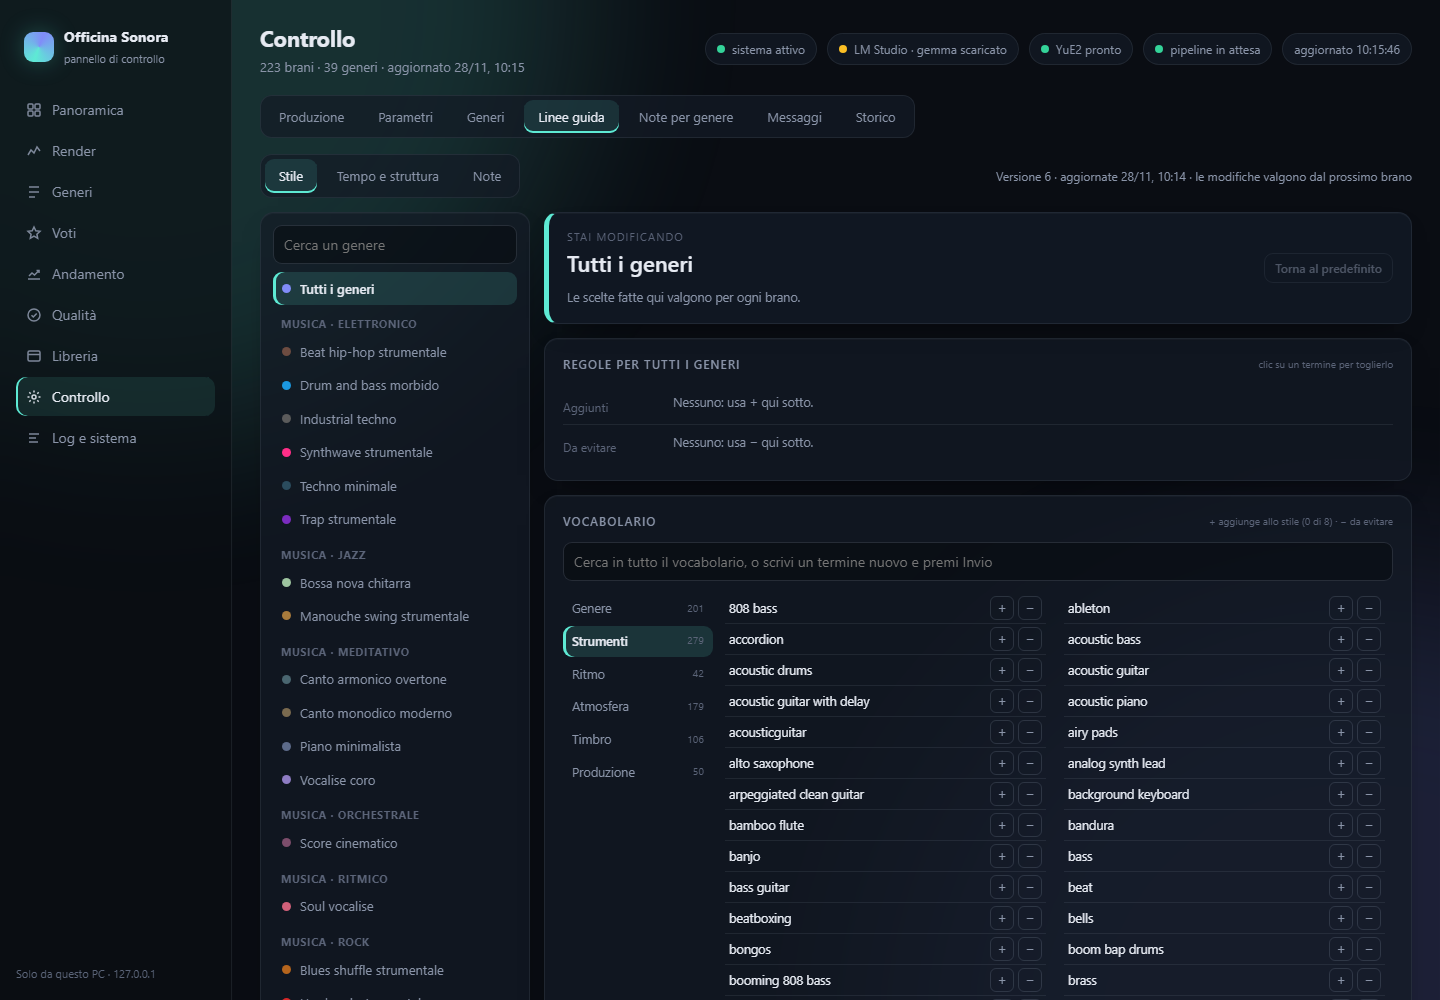 Officina Sonora
pannello di controllo
Panoramica
Render
Generi
Voti
Andamento
Qualità
Libreria
Controllo
Log e sistema
Solo da questo PC · 127.0.0.1
Controllo
223 brani · 39 generi · aggiornato 28/11, 10:15
sistema attivo
LM Studio · gemma scaricato
YuE2 pronto
pipeline in attesa
aggiornato 10:15:46
Produzione
Parametri
Generi
Linee guida
Note per genere
Messaggi
Storico
Stile
Tempo e struttura
Note
Versione 6 · aggiornate 28/11, 10:14 · le modifiche valgono dal prossimo brano
Cerca un genere
Tutti i generi
MUSICA · ELETTRONICO
Beat hip-hop strumentale
Drum and bass morbido
Industrial techno
Synthwave strumentale
Techno minimale
Trap strumentale
MUSICA · JAZZ
Bossa nova chitarra
Manouche swing strumentale
MUSICA · MEDITATIVO
Canto armonico overtone
Canto monodico moderno
Piano minimalista
Vocalise coro
MUSICA · ORCHESTRALE
Score cinematico
MUSICA · RITMICO
Soul vocalise
MUSICA · ROCK
Blues shuffle strumentale
STAI MODIFICANDO
Tutti i generi
Le scelte fatte qui valgono per ogni brano.
Torna al predefinito
REGOLE PER TUTTI I GENERI
clic su un termine per toglierlo
Aggiunti
Nessuno: usa + qui sotto.
Da evitare
Nessuno: usa − qui sotto.
VOCABOLARIO
+ aggiunge allo stile (0 di 8) · − da evitare
Cerca in tutto il vocabolario, o scrivi un termine nuovo e premi Invio
Genere 201
Strumenti 279
Ritmo 42
Atmosfera 179
Timbro 106
Produzione 50
808 bass + − ableton + −
accordion + − acoustic bass + −
acoustic drums + − acoustic guitar + −
acoustic guitar with delay + − acoustic piano + −
acousticguitar + − airy pads + −
alto saxophone + − analog synth lead + −
arpeggiated clean guitar + − background keyboard + −
bamboo flute + − bandura + −
banjo + − bass + −
bass guitar + − beat + −
beatboxing + − bells + −
bongos + − boom bap drums + −
booming 808 bass + − brass + −